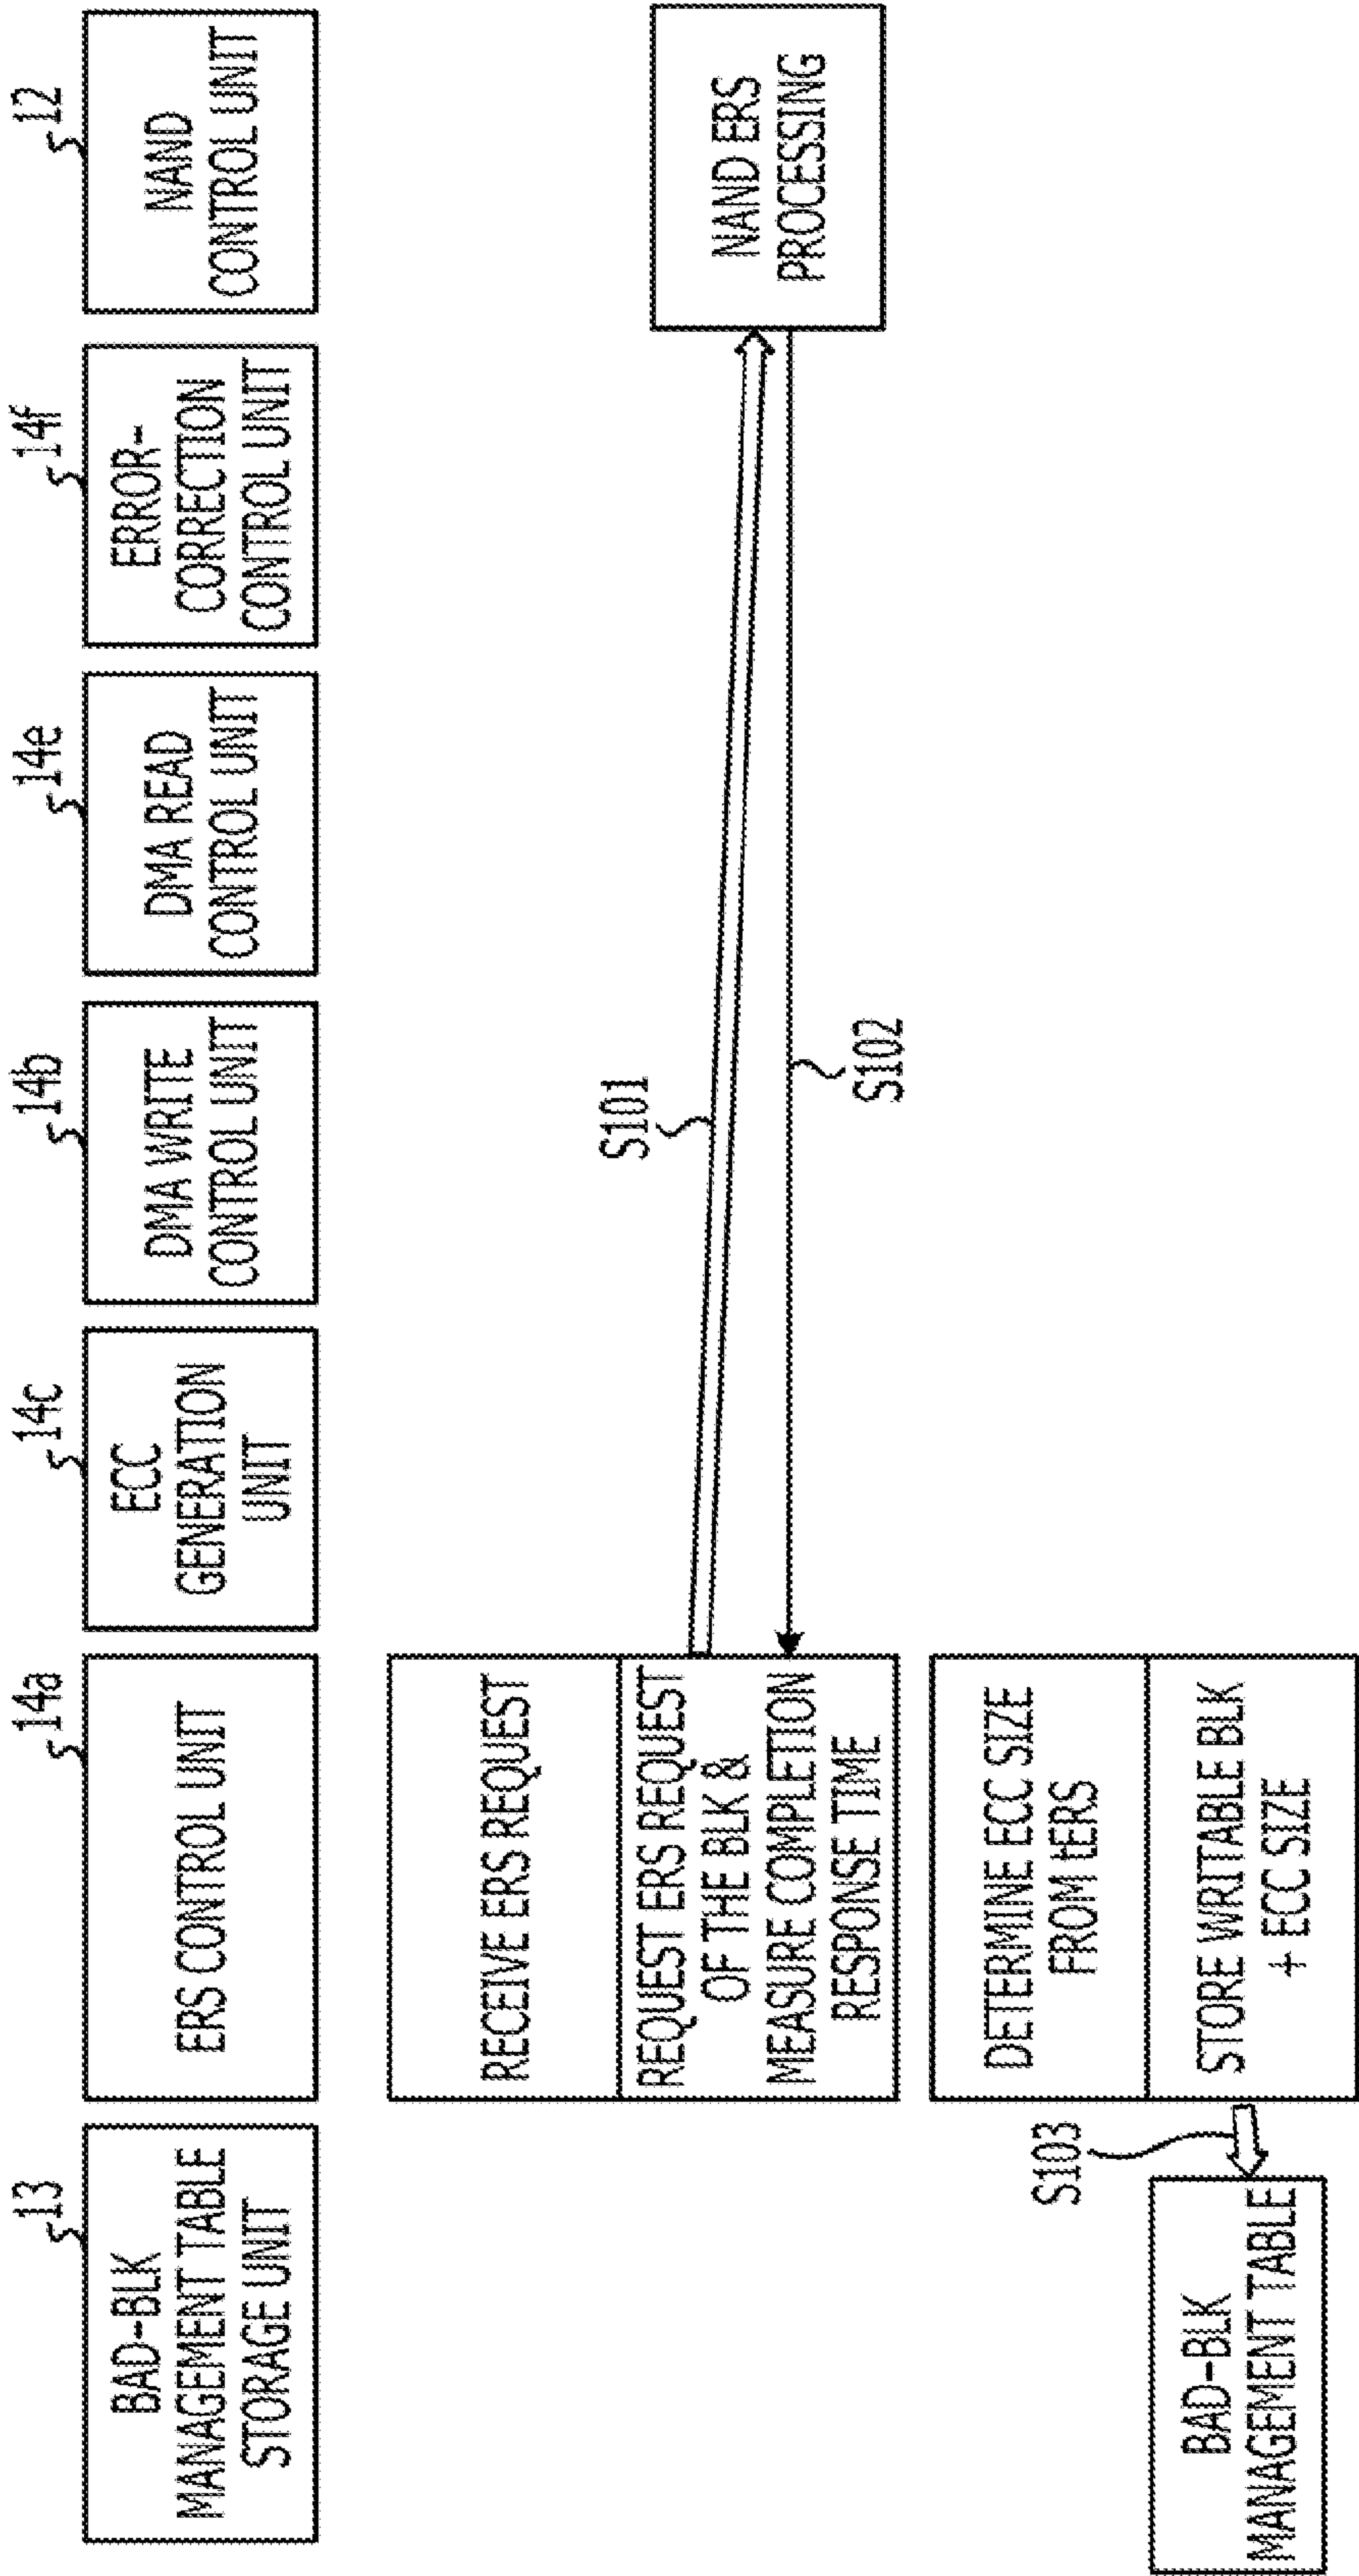 13
BAD-BLK
MANAGEMENT TABLE
STORAGE UNIT
14a
ERS CONTROL UNIT
14c
ECC
GENERATION
UNIT
14b
DMA WRITE
CONTROL UNIT
14e
DMA READ
CONTROL UNIT
14f
ERROR-
CORRECTION
CONTROL UNIT
12
NAND
CONTROL UNIT
RECEIVE ERS REQUEST
REQUEST ERS REQUEST
OF THE BLK &
MEASURE COMPLETION
RESPONSE TIME
S101
S102
NAND ERS
PROCESSING
DETERMINE ECC SIZE
FROM tERS
STORE WRITABLE BLK
+ ECC SIZE
S103
BAD-BLK
MANAGEMENT TABLE